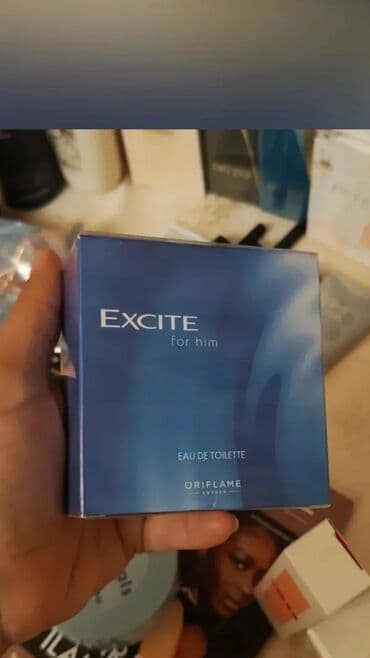 EXCITE
for him
EAU DE TOILETTE
ORIFLAME
SWEDEN